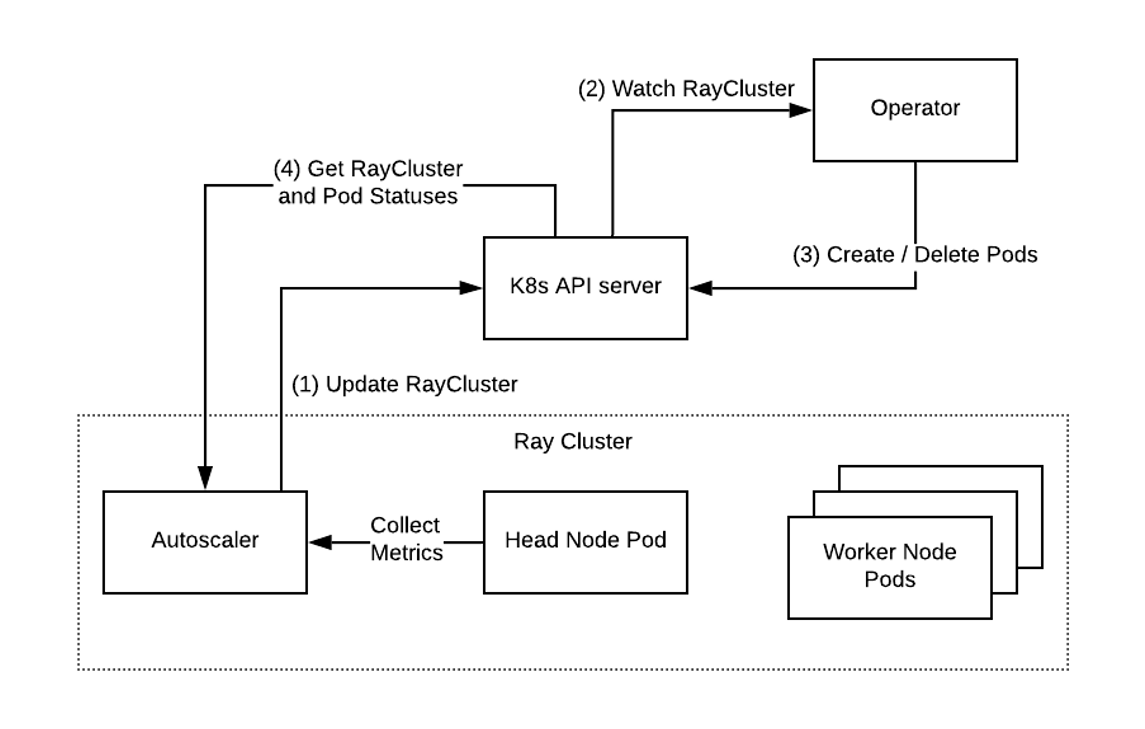 (2) Watch RayCluster
Operator
(4) Get RayCluster
and Pod Statuses
(3) Create / Delete Pods
K8s API server
(1) Update RayCluster
Ray Cluster
Autoscaler
Collect
Metrics
Head Node Pod
Worker Node
Pods